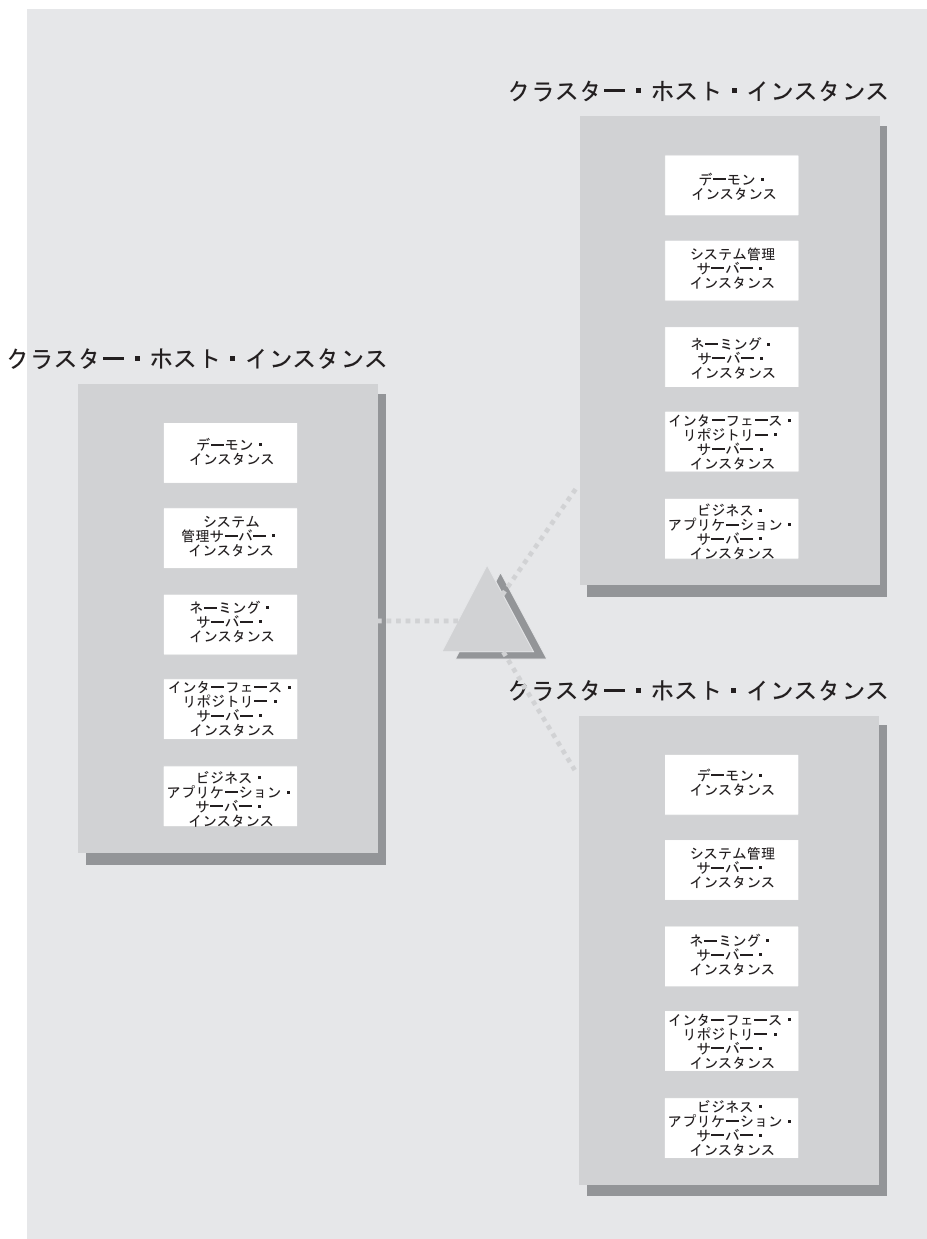 クラスター・ホスト・インスタンス
デーモン・
インスタンス
システム管理
サーバー・
インスタンス
ネーミング・
サーバー・
インスタンス
インターフェース・
リポジトリー・
サーバー・
インスタンス
ビジネス・
アプリケーション・
サーバー・
インスタンス
クラスター・ホスト・インスタンス
デーモン・
インスタンス
システム
管理サーバー・
インスタンス
ネーミング・
サーバー・
インスタンス
インターフェース・
リポジトリー・
サーバー・
インスタンス
ビジネス・
アプリケーション・
サーバー・
インスタンス
クラスター・ホスト・インスタンス
デーモン・
インスタンス
システム管理
サーバー・
インスタンス
ネーミング・
サーバー・
インスタンス
インターフェース・
リポジトリー・
サーバー・
インスタンス
ビジネス・
アプリケーション・
サーバー・
インスタンス